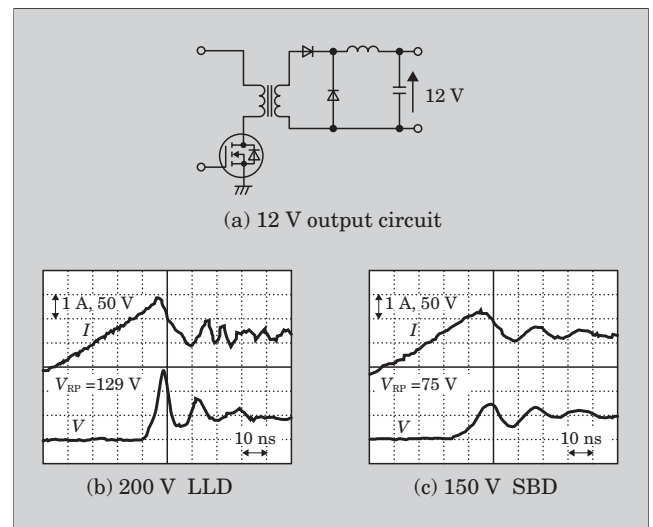 12 V
(a) 12 V output circuit
1 A, 50 V
I
V_RP =129 V
V
10 ns
(b) 200 V LLD
1 A, 50 V
I
V_RP =75 V
V
10 ns
(c) 150 V SBD